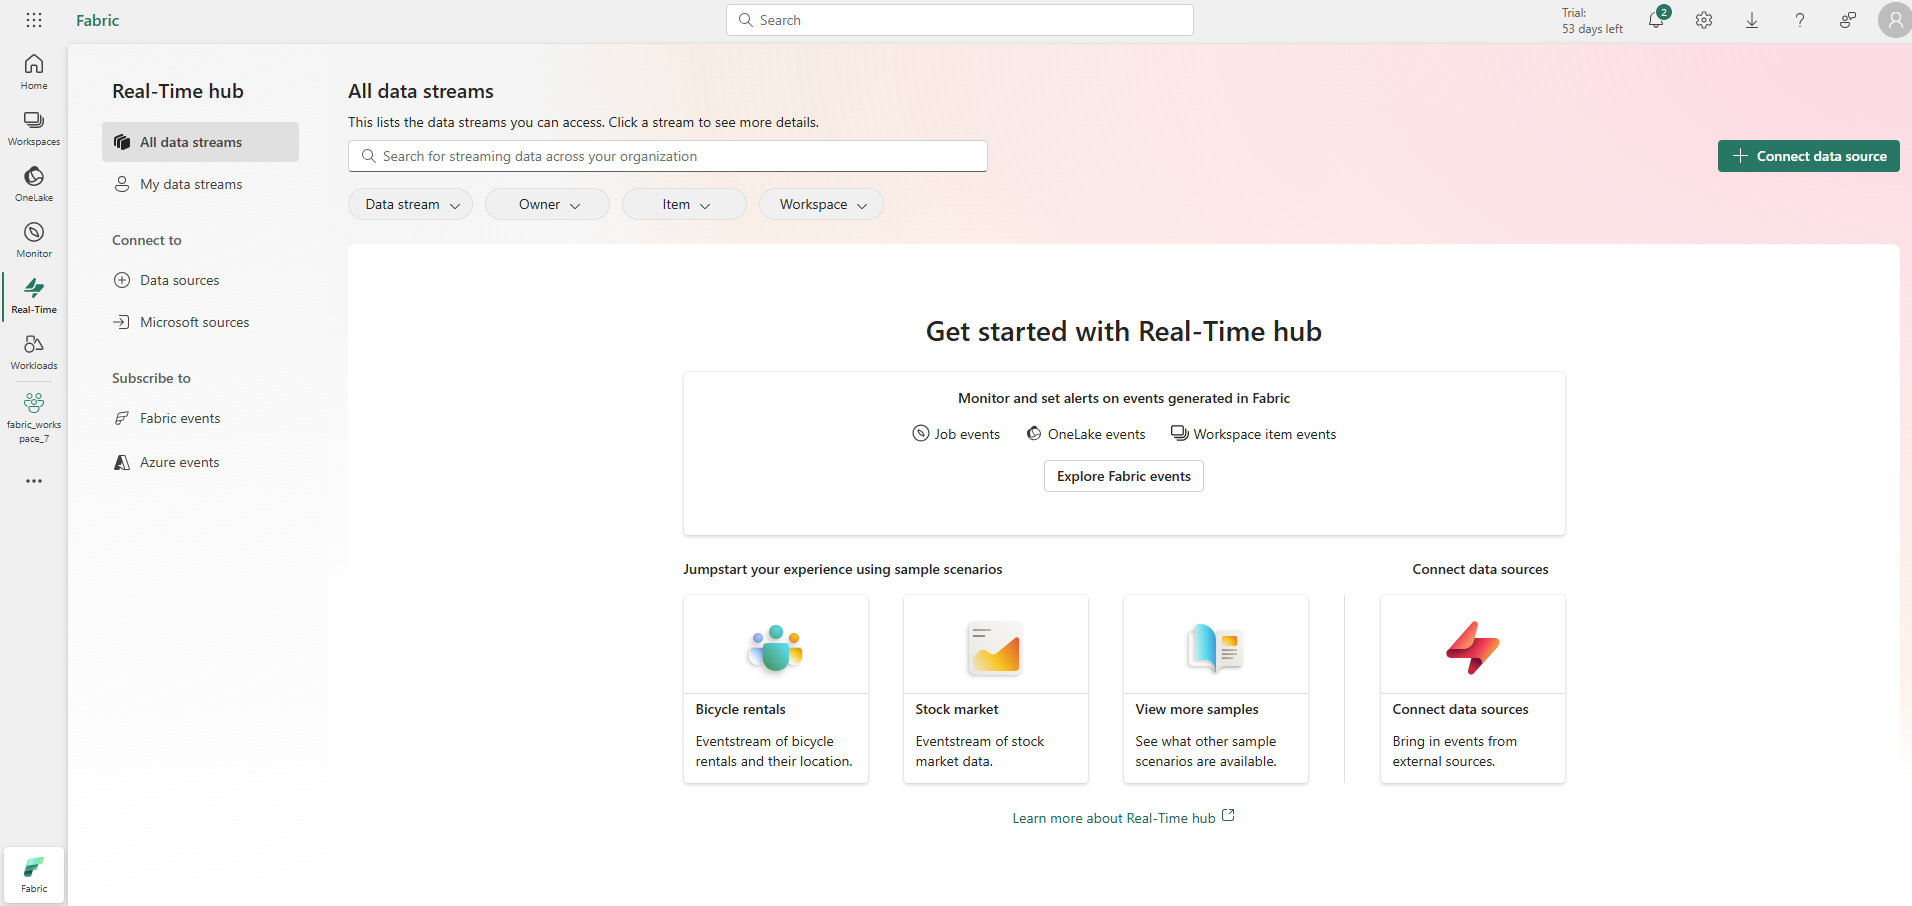 Fabric
Search
Trial:
53 days left
2
Home
Workspaces
OneLake
Monitor
Real-Time
Workloads
fabric_works
pace_7
Fabric
Real-Time hub
All data streams
My data streams
Connect to
Data sources
Microsoft sources
Subscribe to
Fabric events
Azure events
All data streams
This lists the data streams you can access. Click a stream to see more details.
Search for streaming data across your organization
Connect data source
Data stream
Owner
Item
Workspace
Get started with Real-Time hub
Monitor and set alerts on events generated in Fabric
Job events
OneLake events
Workspace item events
Explore Fabric events
Jumpstart your experience using sample scenarios
Connect data sources
Bicycle rentals
Eventstream of bicycle
rentals and their location.
Stock market
Eventstream of stock
market data.
View more samples
See what other sample
scenarios are available.
Connect data sources
Bring in events from
external sources.
Learn more about Real-Time hub